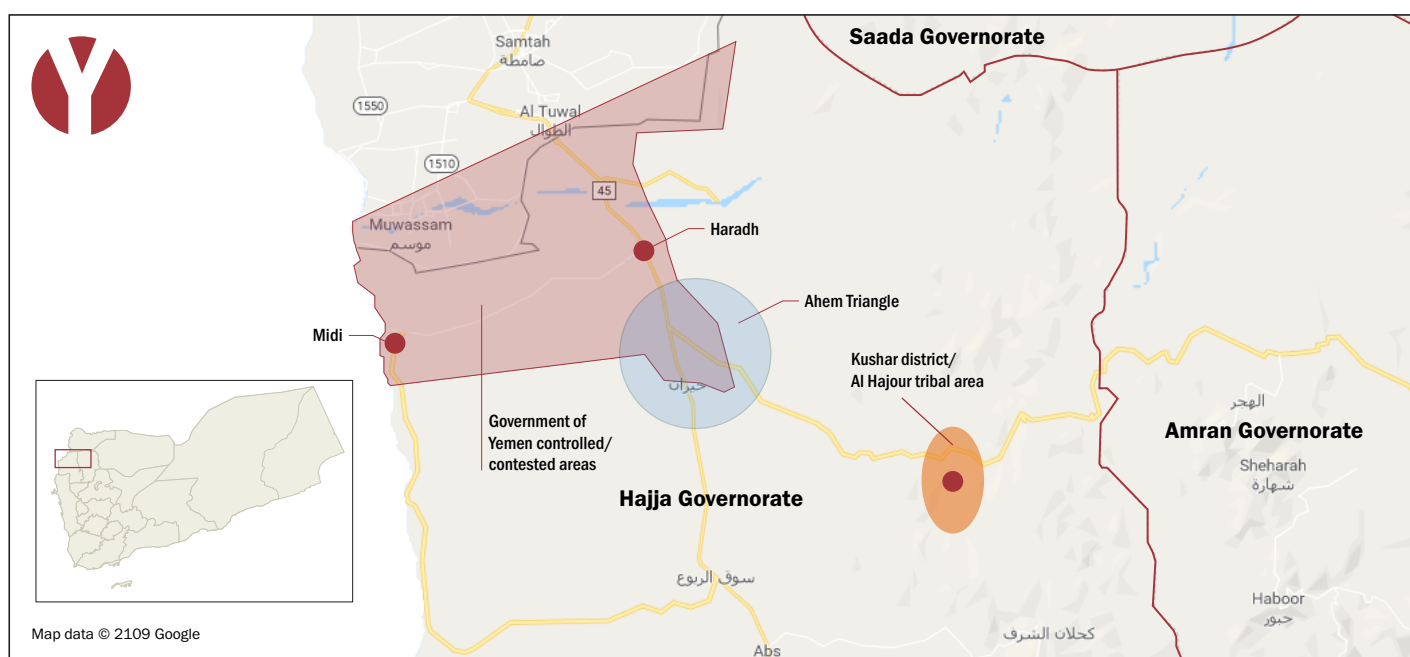 Y
Saada Governorate
Samtah
صامطة
1550
Al Tuwal
الطوال
1510
45
Muwassam
موسم
Haradh
Ahem Triangle
Midi
Kushar district/
Al Hajour tribal area
حيران
الهجر
Government of
Yemen controlled/
contested areas
Amran Governorate
Sheharah
شهارة
Hajja Governorate
سوق الربوع
Haboor
حبور
Map data © 2109 Google
كحلان الشرف
Abs